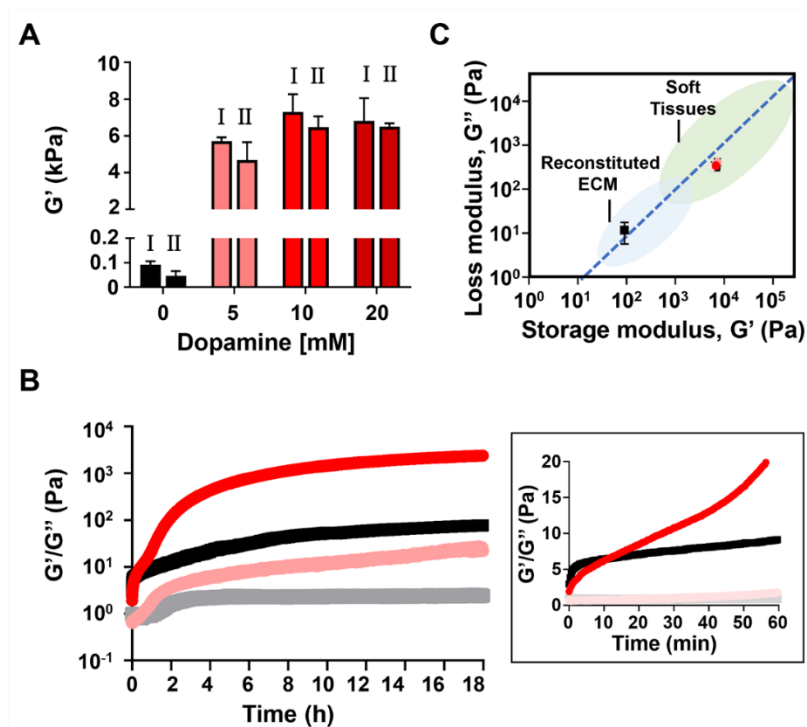 A
G’ (kPa)
10
8
6
4
2
0.2
0.1
0
I II
I II
I II
I II
0 5 10 20
Dopamine [mM]
C
Loss modulus, G” (Pa)
10⁴
10³
10²
10¹
10⁰
Soft
Tissues
Reconstituted
ECM
10⁰ 10¹ 10² 10³ 10⁴ 10⁵
Storage modulus, G’ (Pa)
B
G’/G” (Pa)
10⁴
10³
10²
10¹
10⁰
10⁻¹
0 2 4 6 8 10 12 14 16 18
Time (h)
G’/G” (Pa)
20
15
10
5
0
0 10 20 30 40 50 60
Time (min)